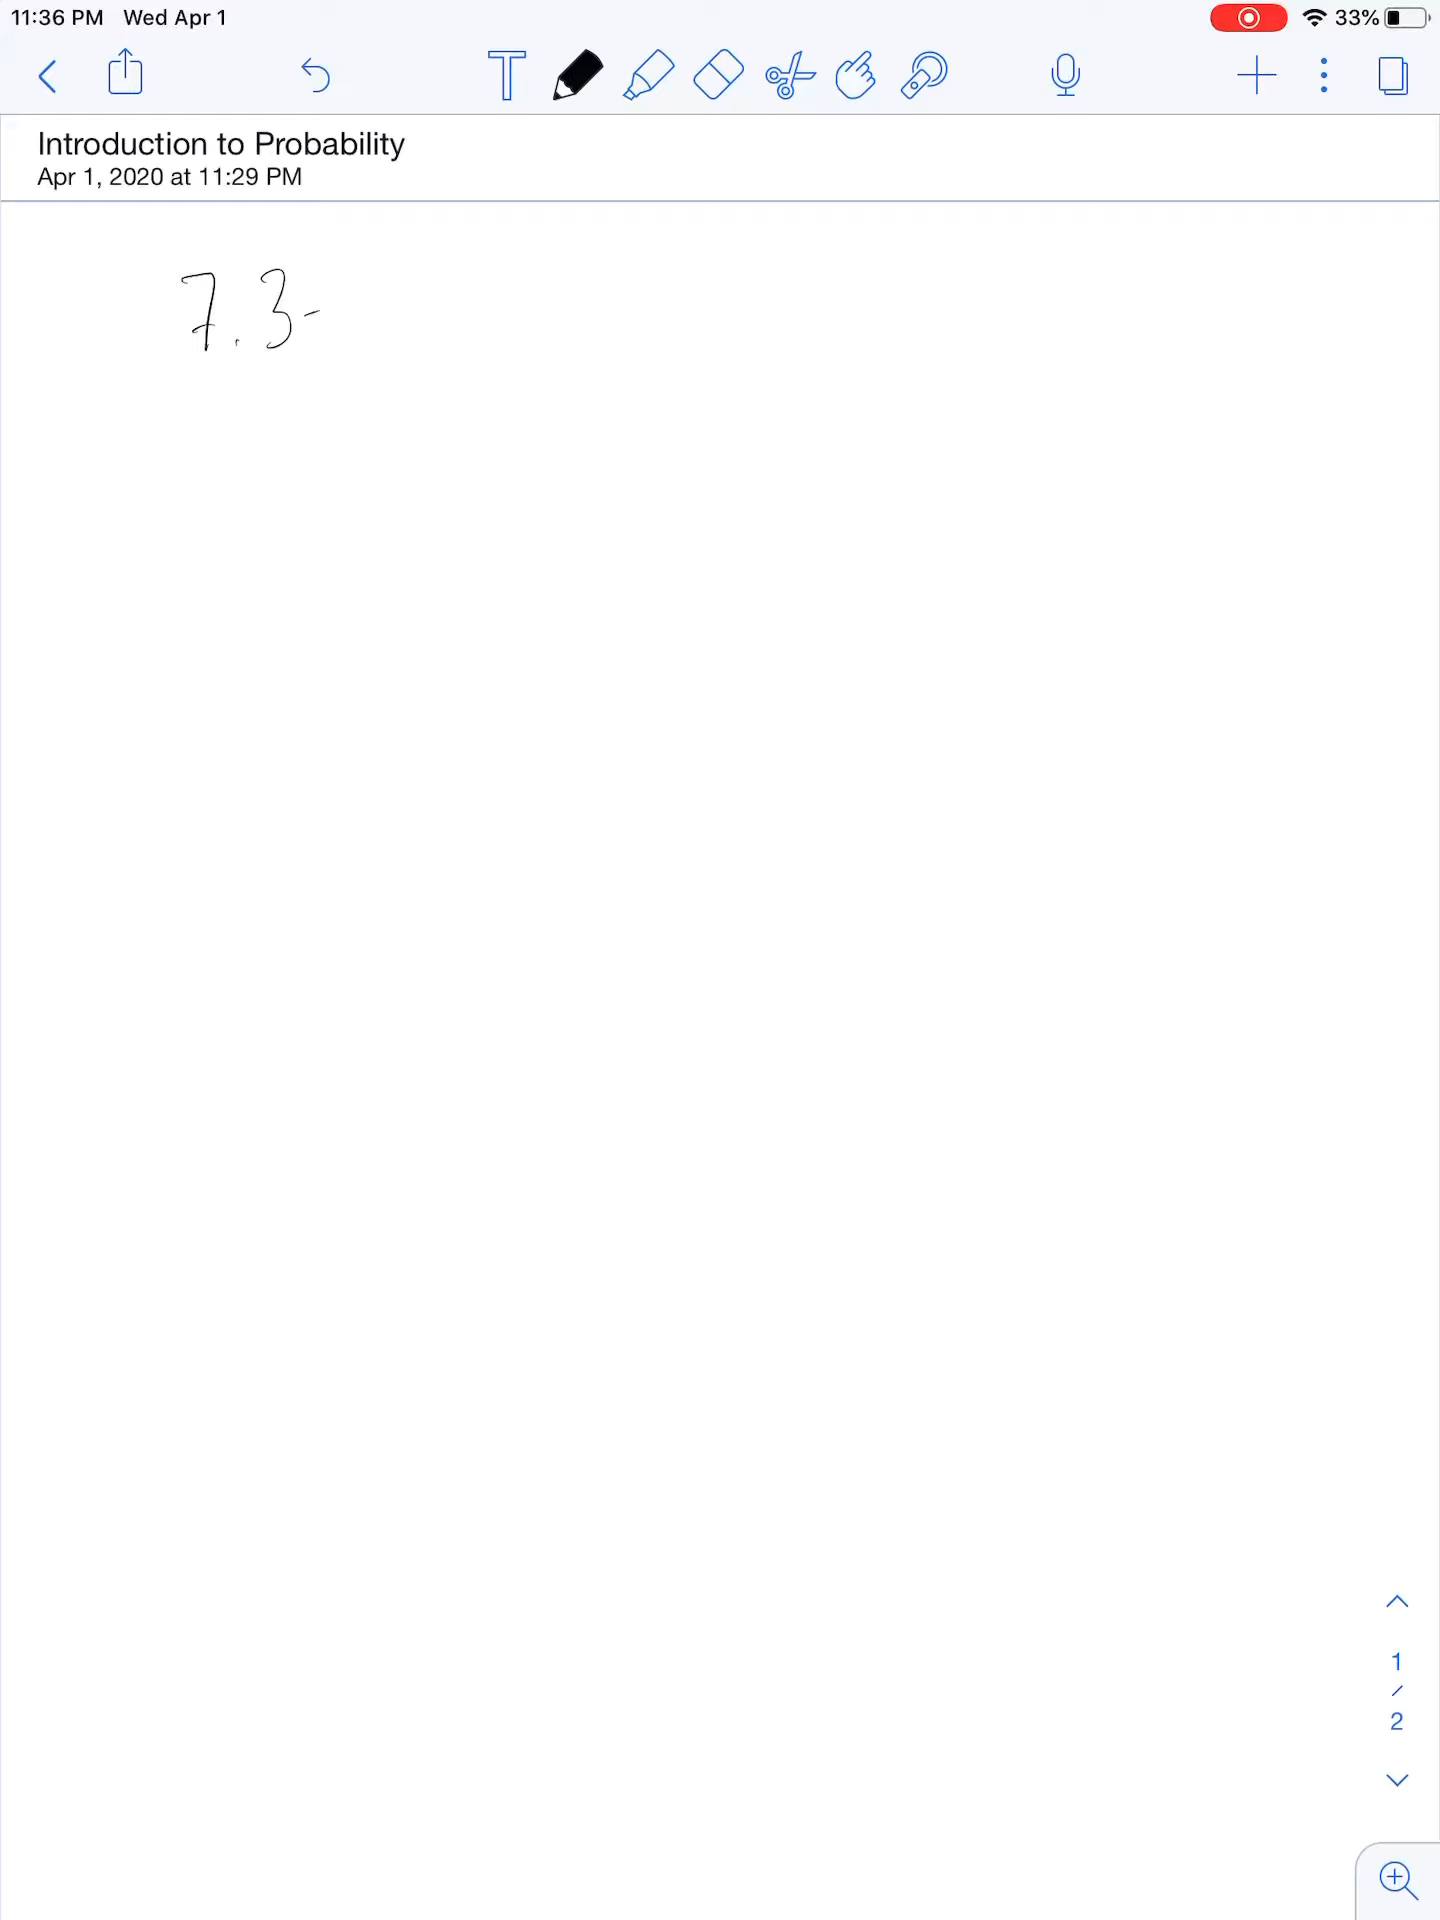 11:36 PM Wed Apr 1
33%
T
Introduction to Probability
Apr 1, 2020 at 11:29 PM
7.3-
1
/
2